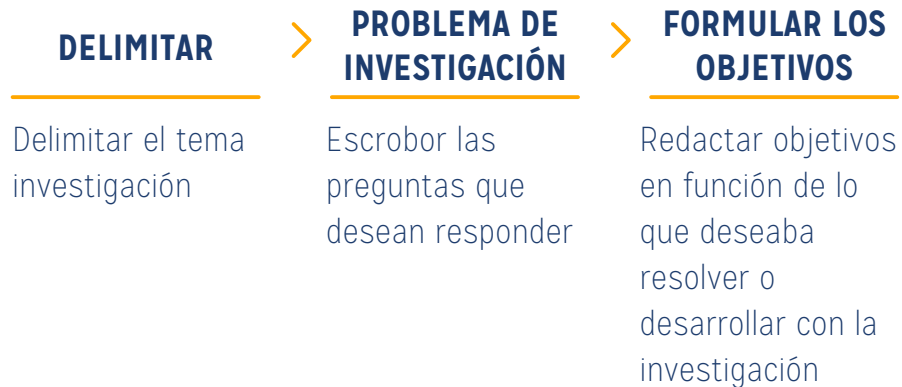 DELIMITAR
Delimitar el tema
investigación
PROBLEMA DE
INVESTIGACIÓN
Escrobor las
preguntas que
desean responder
FORMULAR LOS
OBJETIVOS
Redactar objetivos
en función de lo
que deseaba
resolver o
desarrollar con la
investigación